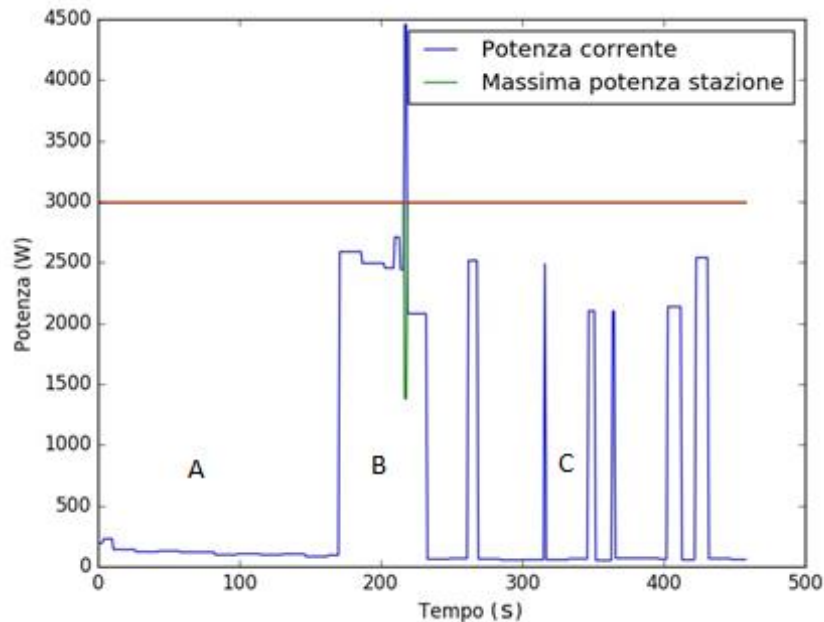 4500
4000
3500
3000
2500
2000
1500
1000
500
0
Potenza (W)
Potenza corrente
Massima potenza stazione
A
B
C
0
100
200
300
400
500
Tempo (s)